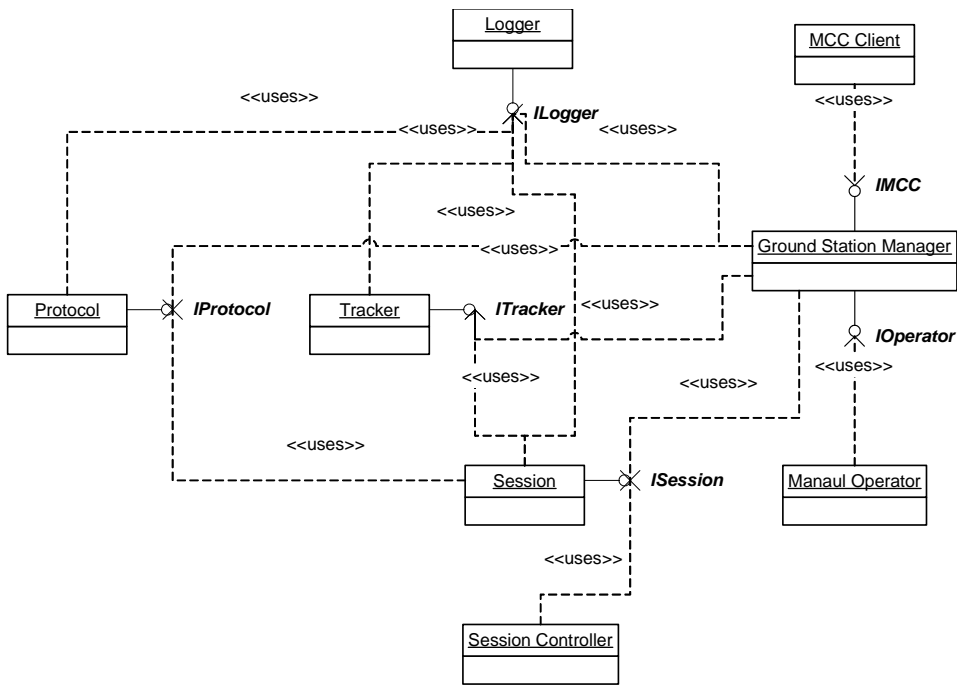 Logger
MCC Client
<<uses>>
<<uses>>
ILogger
<<uses>>
<<uses>>
IMCC
<<uses>>
<<uses>>
Ground Station Manager
Protocol
IProtocol
Tracker
ITracker
<<uses>>
IOperator
<<uses>>
<<uses>>
<<uses>>
<<uses>>
Session
ISession
Manaul Operator
<<uses>>
Session Controller